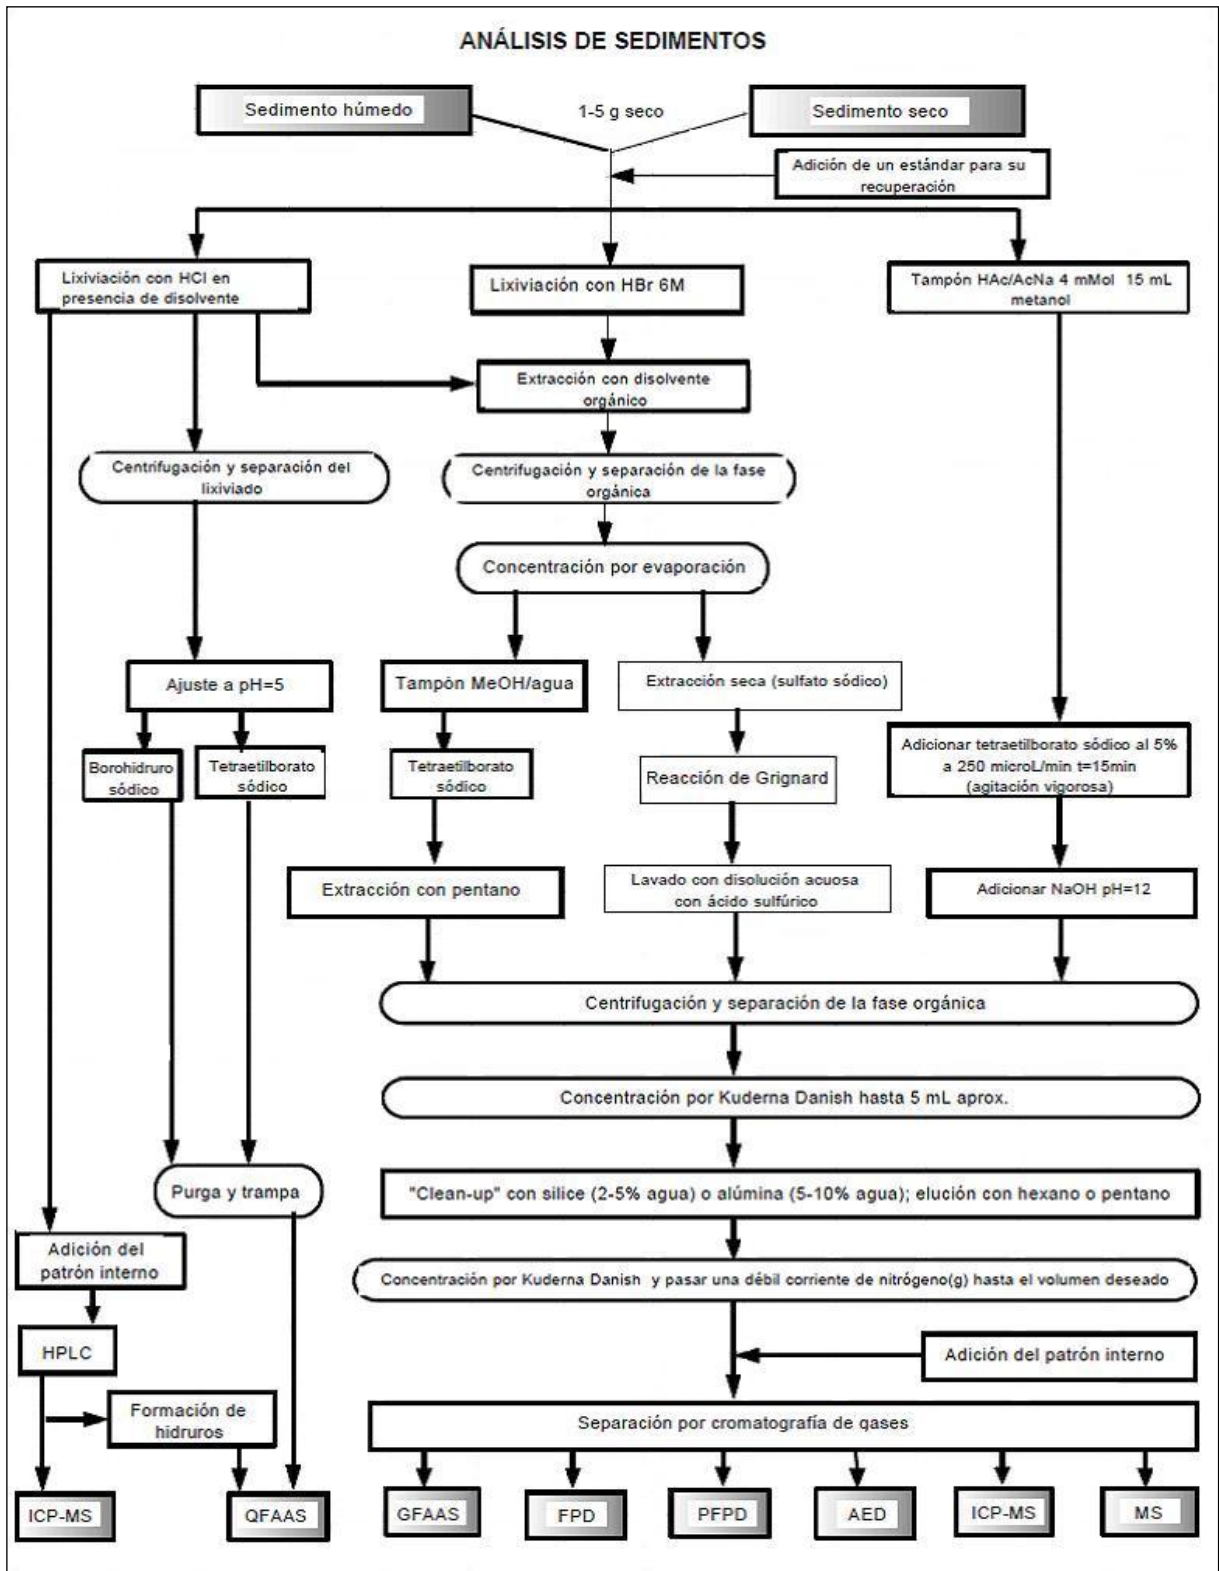 ANÁLISIS DE SEDIMENTOS
Sedimento húmedo
1-5 g seco
Sedimento seco
Adición de un estándar para su
recuperación
Lixiviación con HCl en
presencia de disolvente
Lixiviación con HBr 6M
Tampón HAc/AcNa 4 mMol 15 mL
metanol
Extracción con disolvente
orgánico
Centrifugación y separación del
lixiviado
Centrifugación y separación de la fase
orgánica
Concentración por evaporación
Ajuste a pH=5
Tampón MeOH/agua
Extracción seca (sulfato sódico)
Borohidruro
sódico
Tetraetilborato
sódico
Tetraetilborato
sódico
Reacción de Grignard
Adicionar tetraetilborato sódico al 5%
a 250 microL/min t=15min
(agitación vigorosa)
Extracción con pentano
Lavado con disolución acuosa
con ácido sulfúrico
Adicionar NaOH pH=12
Centrifugación y separación de la fase orgánica
Concentración por Kuderna Danish hasta 5 mL aprox.
Purga y trampa
"Clean-up" con silice (2-5% agua) o alúmina (5-10% agua); elución con hexano o pentano
Adición del
patrón interno
Concentración por Kuderna Danish y pasar una débil corriente de nitrógeno(g) hasta el volumen deseado
HPLC
Adición del patrón interno
Formación de
hidruros
Separación por cromatografía de gases
ICP-MS
QFAAS
GFAAS
FPD
PFPD
AED
ICP-MS
MS